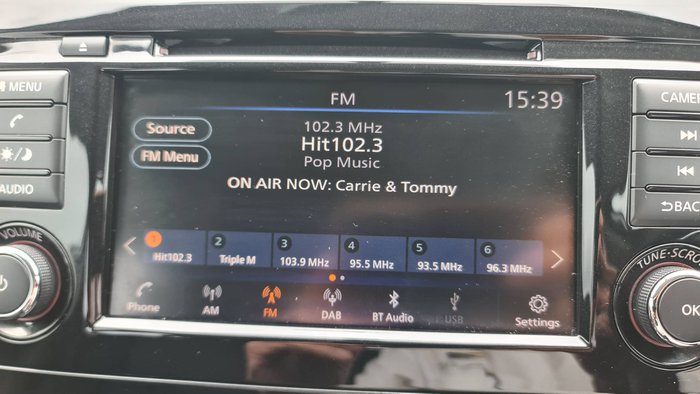 MENU
AUDIO
VOLUME
FM
15:39
Source
FM Menu
102.3 MHz
Hit102.3
Pop Music
ON AIR NOW: Carrie & Tommy
1
Hit102.3
2
Triple M
3
103.9 MHz
4
95.5 MHz
5
93.5 MHz
6
96.3 MHz
Phone
AM
FM
DAB
BT Audio
USB
Settings
CAMER
BACK
TUNE·SCRO
OK